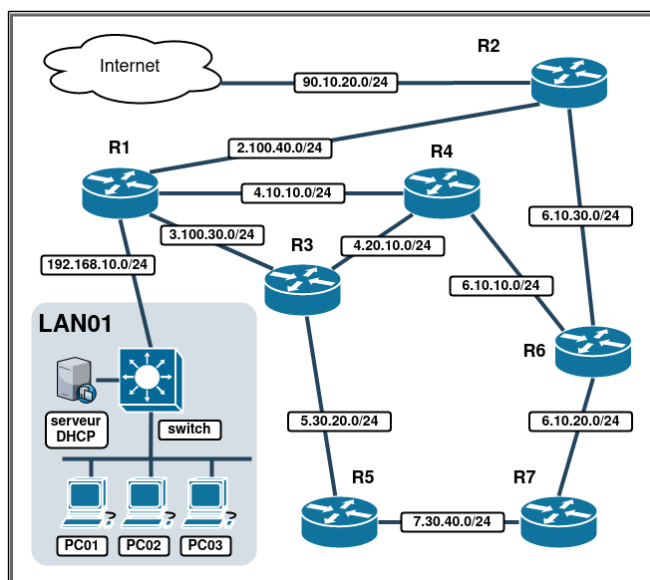 R2
Internet
90.10.20.0/24
2.100.40.0/24
R1
R4
4.10.10.0/24
6.10.30.0/24
3.100.30.0/24
R3
4.20.10.0/24
192.168.10.0/24
6.10.10.0/24
LAN01
R6
serveur
DHCP
switch
5.30.20.0/24
6.10.20.0/24
R5
R7
7.30.40.0/24
PC01
PC02
PC03